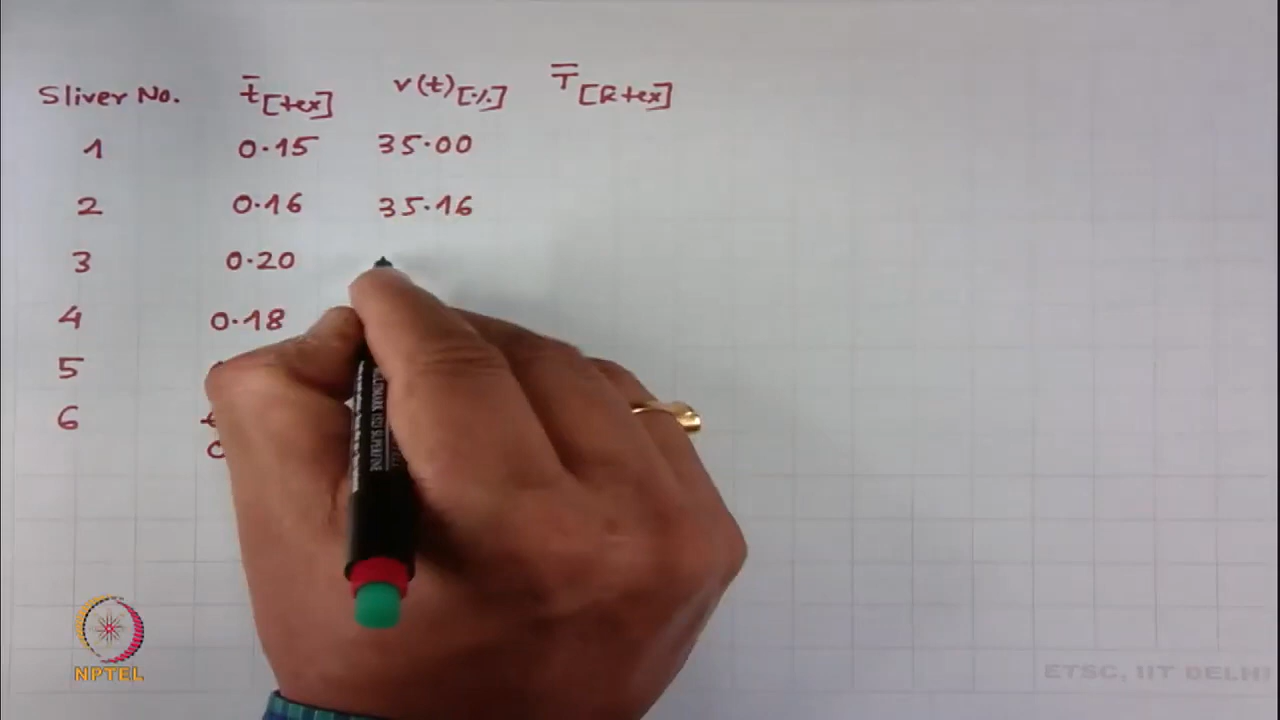 Sliver No. t̄[tex] v(t)[%] T̄[ktex]
1 0.15 35.00
2 0.16 35.16
3 0.20
4 0.18
5
6
NPTEL
ETSC, IIT DELHI